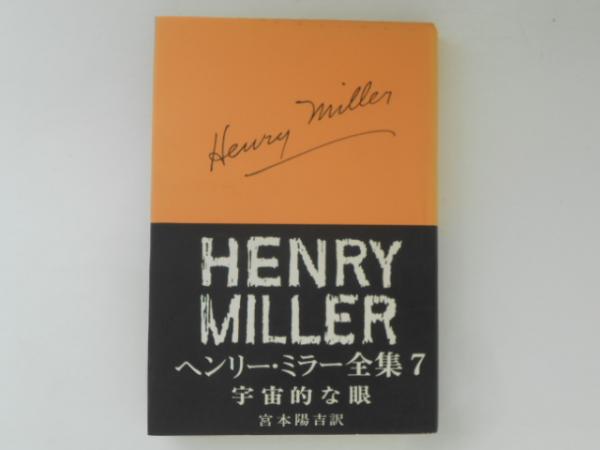 Henry Miller
HENRY
MILLER
ヘンリー・ミラー全集7
宇宙的な眼
宮本陽吉訳